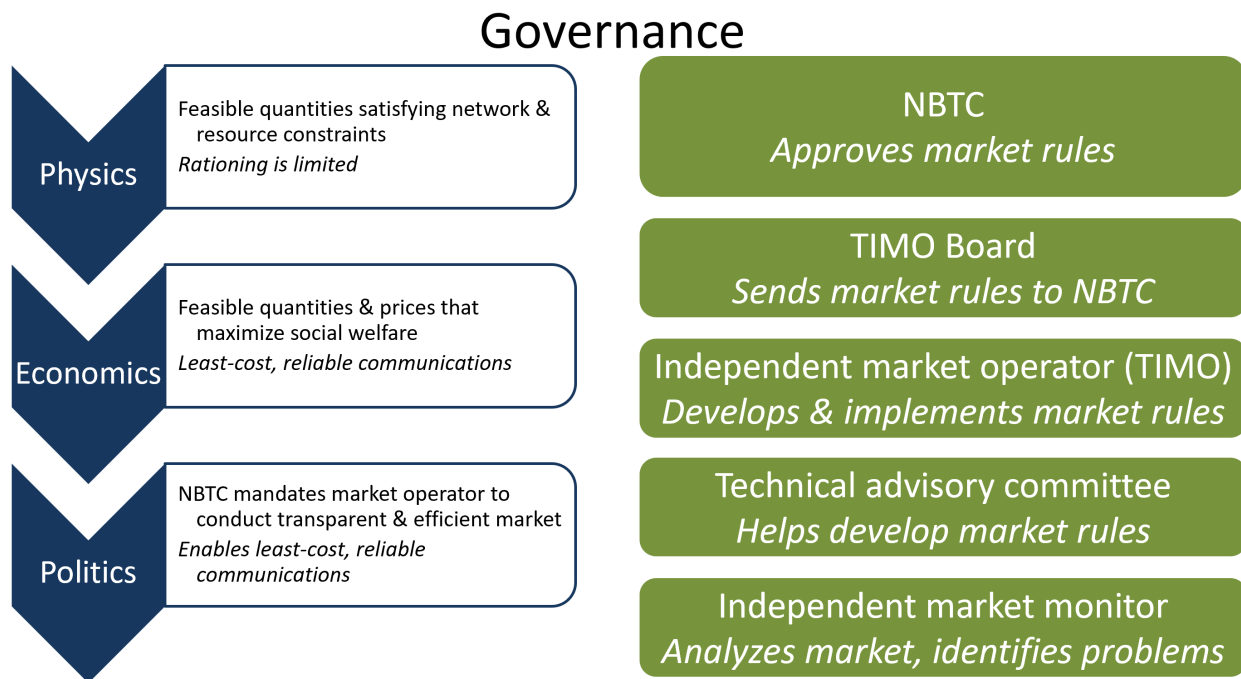 Governance
Physics
Feasible quantities satisfying network &
resource constraints
Rationing is limited
Economics
Feasible quantities & prices that
maximize social welfare
Least-cost, reliable communications
Politics
NBTC mandates market operator to
conduct transparent & efficient market
Enables least-cost, reliable
communications
NBTC
Approves market rules
TIMO Board
Sends market rules to NBTC
Independent market operator (TIMO)
Develops & implements market rules
Technical advisory committee
Helps develop market rules
Independent market monitor
Analyzes market, identifies problems